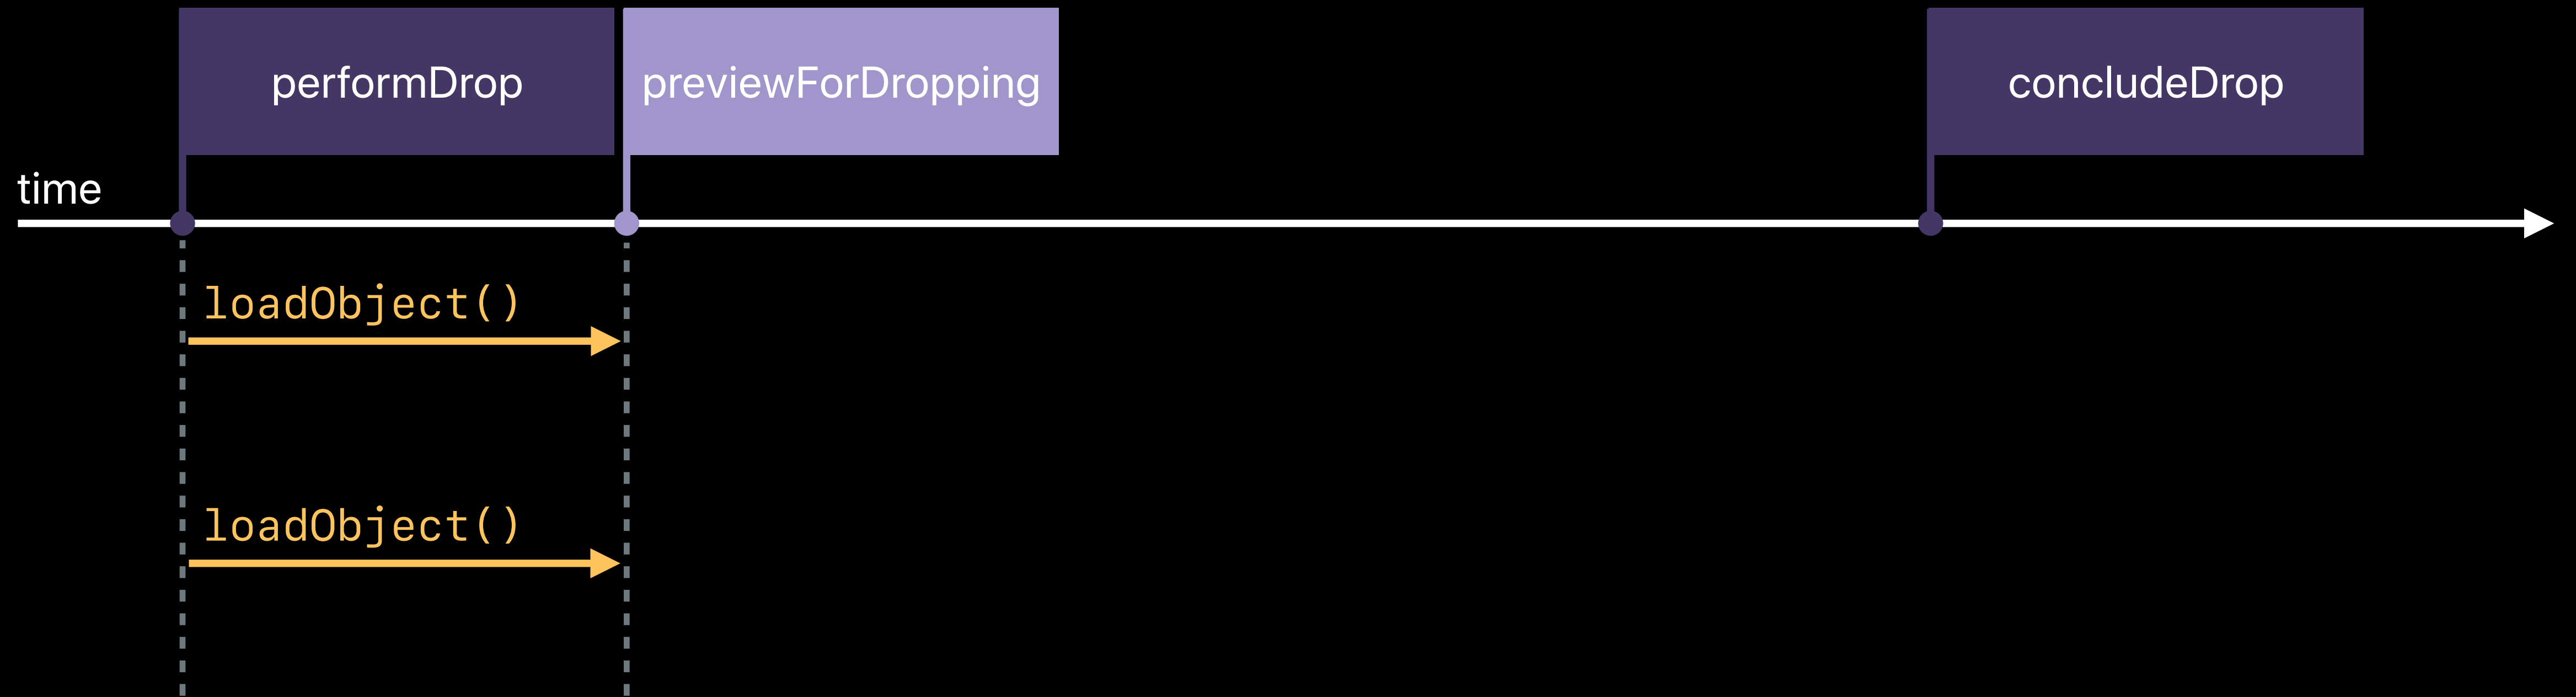 performDrop
previewForDropping
concludeDrop
time
loadObject()
loadObject()